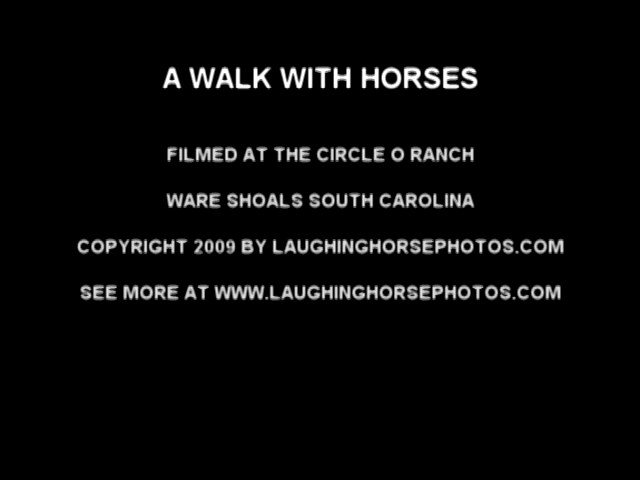 A WALK WITH HORSES
FILMED AT THE CIRCLE O RANCH
WARE SHOALS SOUTH CAROLINA
COPYRIGHT 2009 BY LAUGHINGHORSEPHOTOS.COM
SEE MORE AT WWW.LAUGHINGHORSEPHOTOS.COM